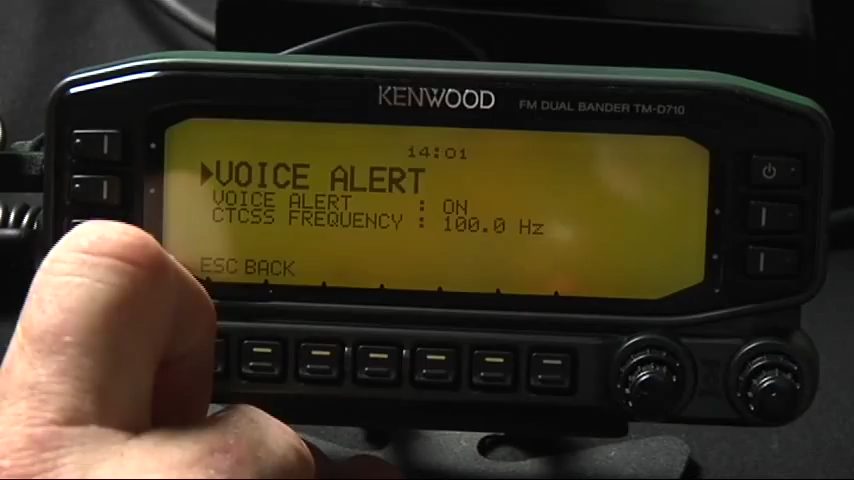 KENWOOD FM DUAL BANDER TM-D710
14:01
VOICE ALERT
VOICE ALERT : ON
CTCSS FREQUENCY : 100.0 Hz
ESC BACK